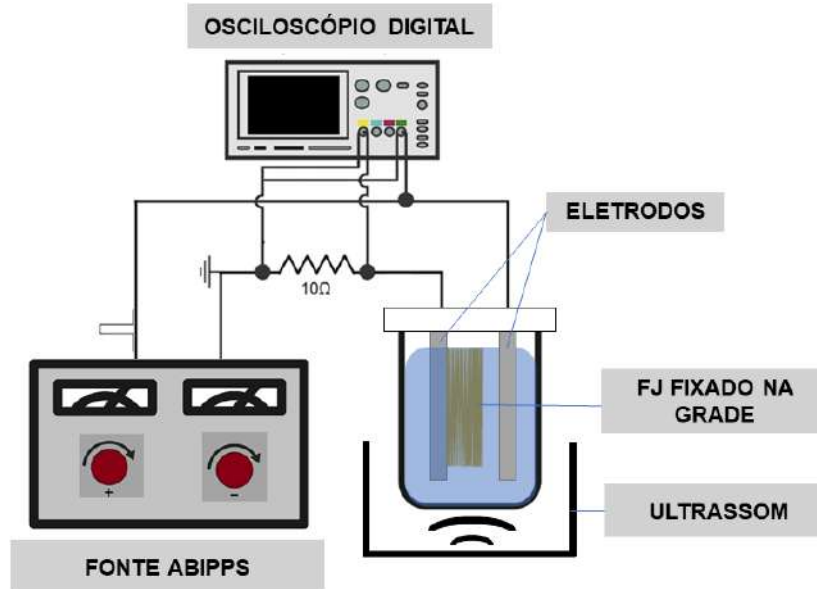 OSCILOSCÓPIO DIGITAL
ELETRODOS
10Ω
FJ FIXADO NA
GRADE
+
-
ULTRASSOM
FONTE ABIPPS